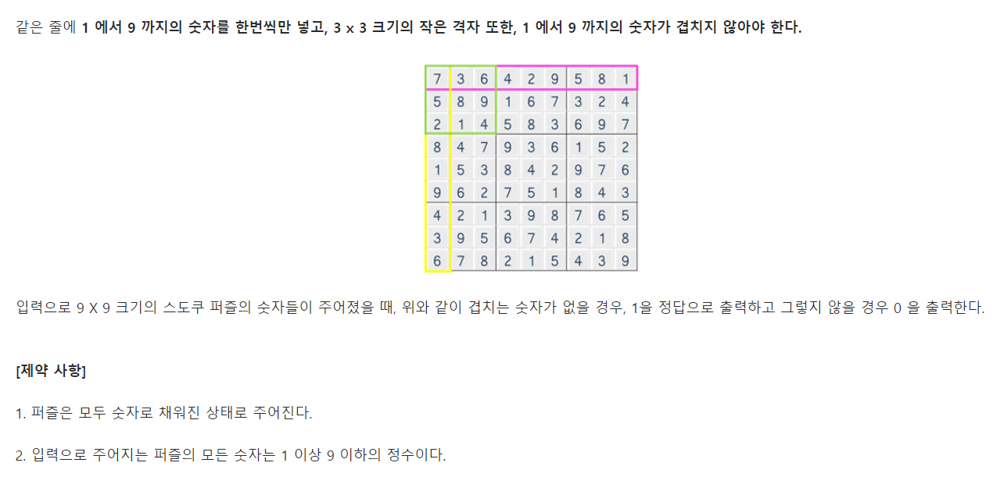 같은 줄에 1 에서 9 까지의 숫자를 한번씩만 넣고, 3 x 3 크기의 작은 격자 또한, 1 에서 9 까지의 숫자가 겹치지 않아야 한다.
7 3 6 4 2 9 5 8 1
5 8 9 1 6 7 3 2 4
2 1 4 5 8 3 6 9 7
8 4 7 9 3 6 1 5 2
1 5 3 8 4 2 9 7 6
9 6 2 7 5 1 8 4 3
4 2 1 3 9 8 7 6 5
3 9 5 6 7 4 2 1 8
6 7 8 2 1 5 4 3 9
입력으로 9 X 9 크기의 스도쿠 퍼즐의 숫자들이 주어졌을 때, 위와 같이 겹치는 숫자가 없을 경우, 1을 정답으로 출력하고 그렇지 않을 경우 0 을 출력한다.
[제약 사항]
1. 퍼즐은 모두 숫자로 채워진 상태로 주어진다.
2. 입력으로 주어지는 퍼즐의 모든 숫자는 1 이상 9 이하의 정수이다.